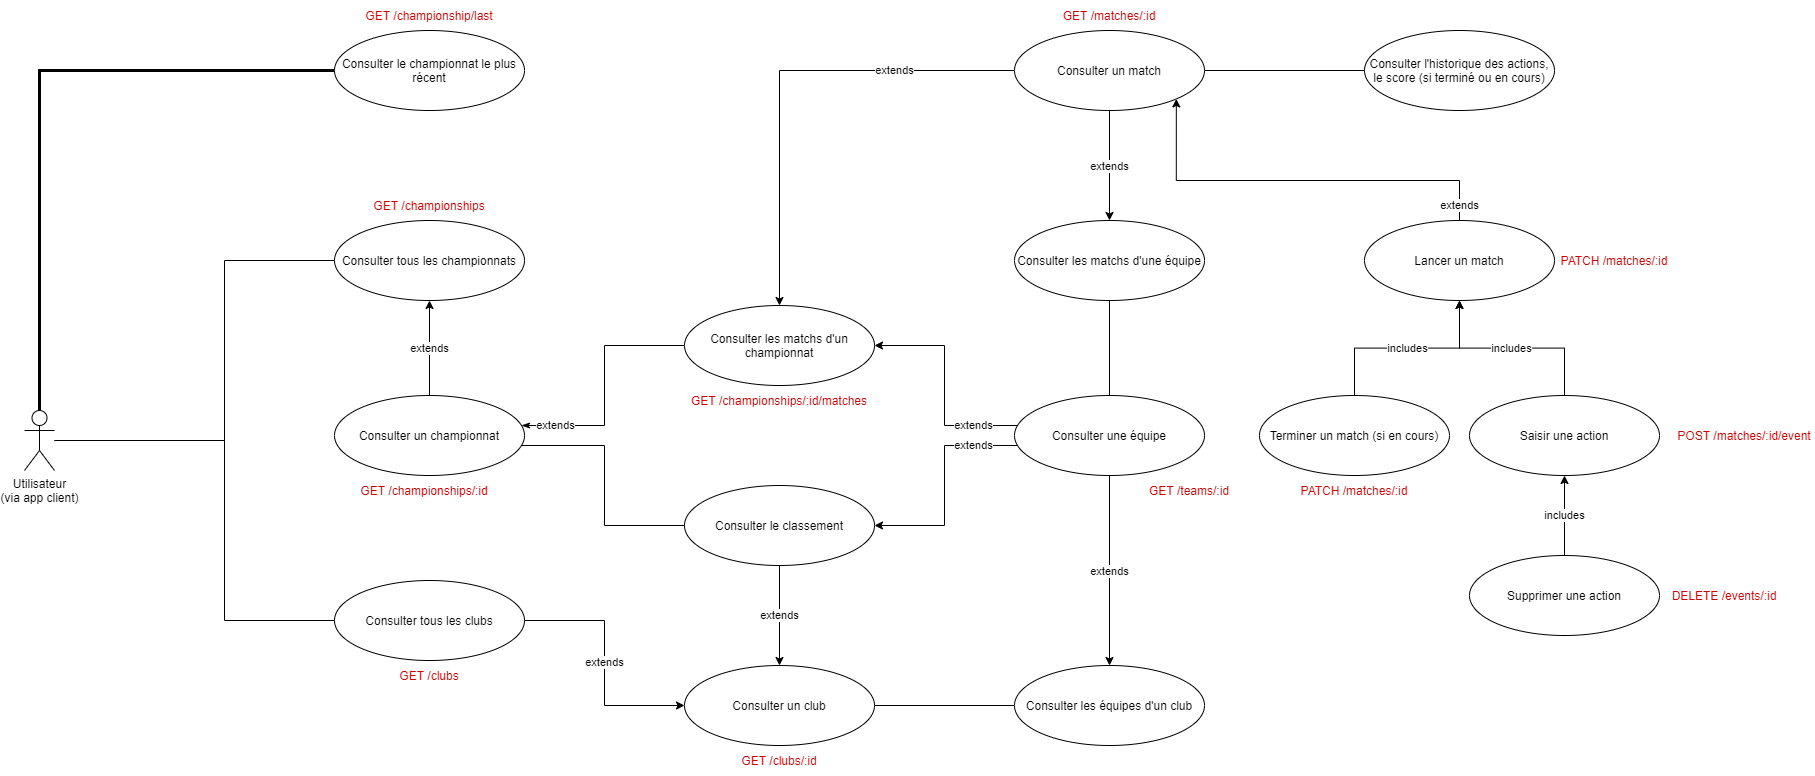 GET /championship/last
GET /matches/:id
Consulter le championnat le plus
récent
extends
Consulter un match
Consulter l'historique des actions,
le score (si terminé ou en cours)
extends
GET /championships
extends
Consulter tous les championnats
Consulter les matchs d'une équipe
Lancer un match
PATCH /matches/:id
extends
Consulter les matchs d'un
championnat
includes
includes
GET /championships/:id/matches
extends
extends
Consulter un championnat
Consulter une équipe
Terminer un match (si en cours)
Saisir une action
POST /matches/:id/event
extends
Utilisateur
(via app client)
GET /championships/:id
GET /teams/:id
PATCH /matches/:id
Consulter le classement
includes
extends
Supprimer une action
DELETE /events/:id
extends
Consulter tous les clubs
extends
GET /clubs
Consulter un club
Consulter les équipes d'un club
GET /clubs/:id